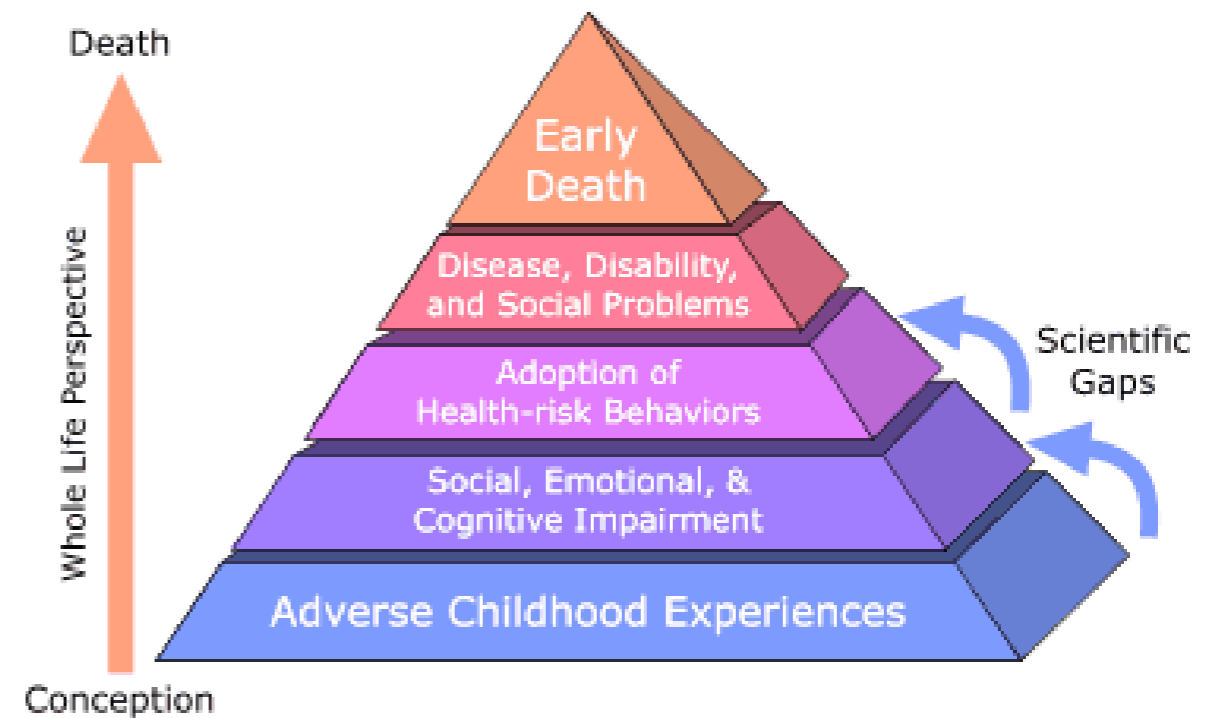 Death
Whole Life Perspective
Conception
Early
Death
Disease, Disability,
and Social Problems
Adoption of
Health-risk Behaviors
Social, Emotional, &
Cognitive Impairment
Adverse Childhood Experiences
Scientific
Gaps